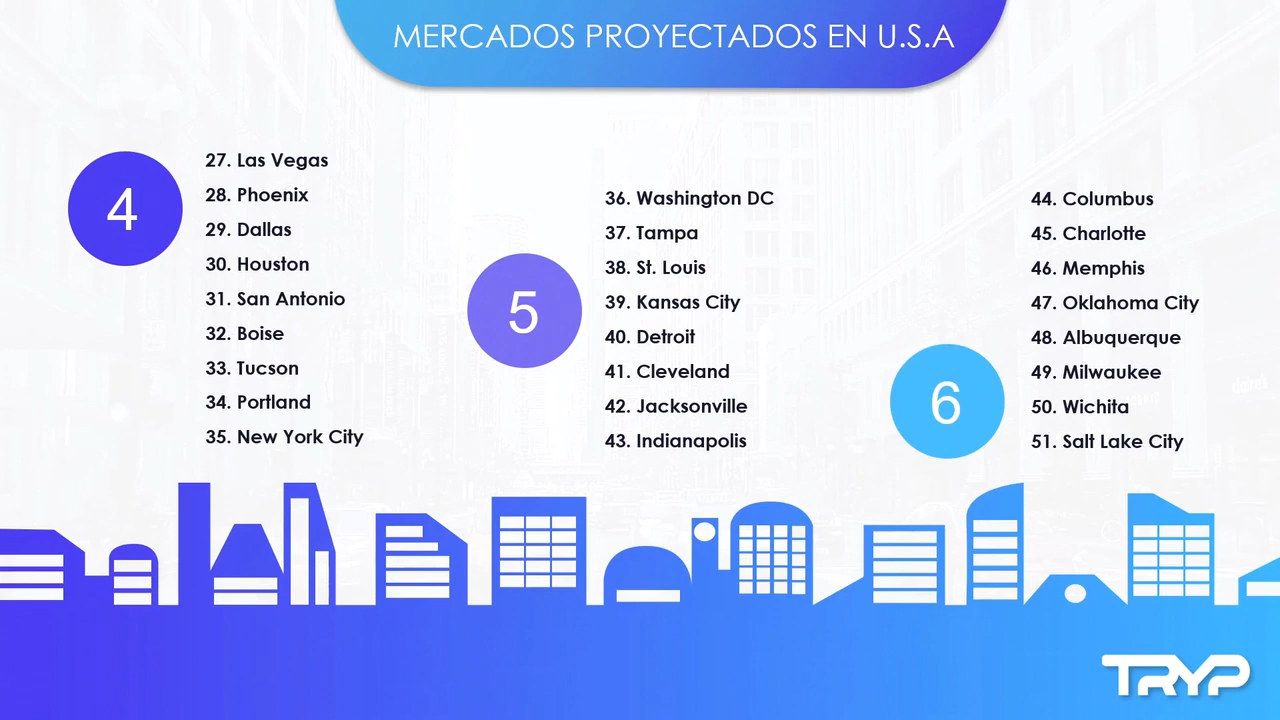 MERCADOS PROYECTADOS EN U.S.A
4
27. Las Vegas
28. Phoenix
29. Dallas
30. Houston
31. San Antonio
32. Boise
33. Tucson
34. Portland
35. New York City
5
36. Washington DC
37. Tampa
38. St. Louis
39. Kansas City
40. Detroit
41. Cleveland
42. Jacksonville
43. Indianapolis
6
44. Columbus
45. Charlotte
46. Memphis
47. Oklahoma City
48. Albuquerque
49. Milwaukee
50. Wichita
51. Salt Lake City
TRYP